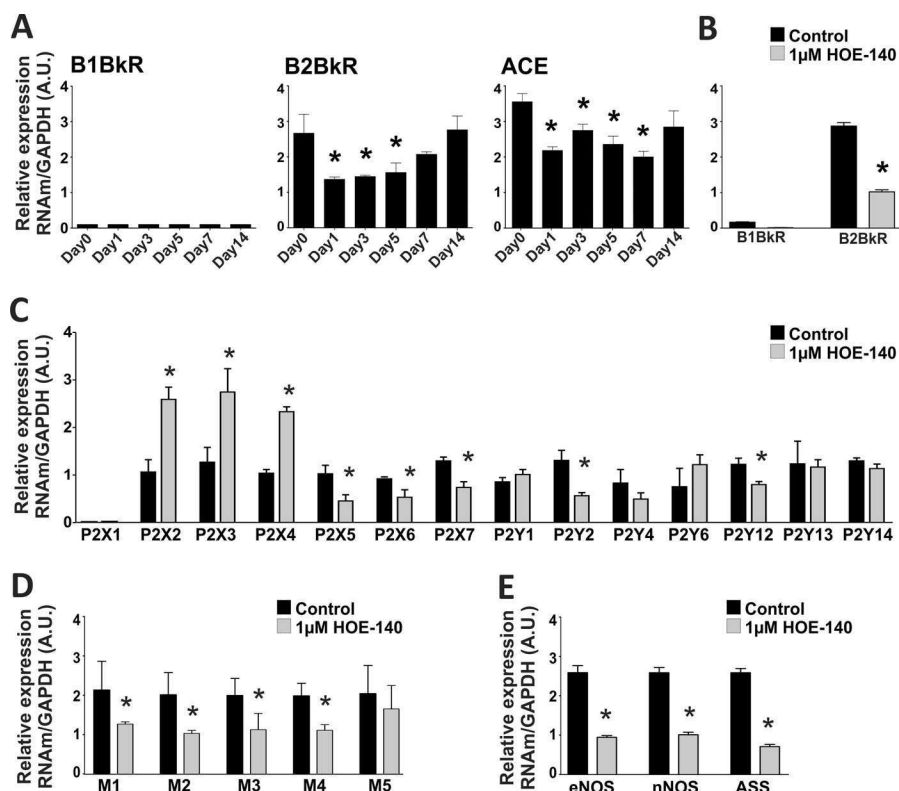 A
B1BkR
B2BkR
ACE
Relative expression
RNAm/GAPDH (A.U.)
4
3
2
1
0
Day0 Day1 Day3 Day5 Day7 Day14
4
3
2
1
0
* * *
Day0 Day1 Day3 Day5 Day7 Day14
4
3
2
1
0
* * * *
Day0 Day1 Day3 Day5 Day7 Day14
B
Control
1µM HOE-140
4
3
2
1
0
*
B1BkR B2BkR
C
Relative expression
RNAm/GAPDH (A.U.)
Control
1µM HOE-140
4
3
2
1
0
* * * * * * * *
P2X1 P2X2 P2X3 P2X4 P2X5 P2X6 P2X7 P2Y1 P2Y2 P2Y4 P2Y6 P2Y12 P2Y13 P2Y14
D
Relative expression
RNAm/GAPDH (A.U.)
Control
1µM HOE-140
4
3
2
1
0
* * * *
M1 M2 M3 M4 M5
E
Relative expression
RNAm/GAPDH (A.U.)
Control
1µM HOE-140
4
3
2
1
0
* * *
eNOS nNOS ASS